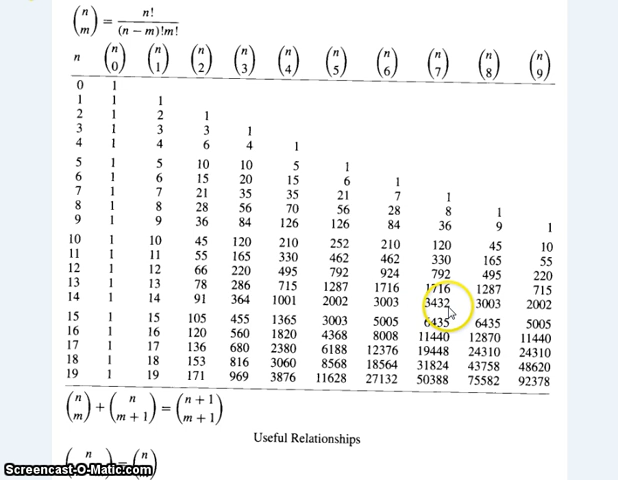 (n m) = n! / (n − m)!m!
n (n 0) (n 1) (n 2) (n 3) (n 4) (n 5) (n 6) (n 7) (n 8) (n 9)
0 1
1 1 1
2 1 2 1
3 1 3 3 1
4 1 4 6 4 1
5 1 5 10 10 5 1
6 1 6 15 20 15 6 1
7 1 7 21 35 35 21 7 1
8 1 8 28 56 70 56 28 8 1
9 1 9 36 84 126 126 84 36 9 1
10 1 10 45 120 210 252 210 120 45 10
11 1 11 55 165 330 462 462 330 165 55
12 1 12 66 220 495 792 924 792 495 220
13 1 13 78 286 715 1287 1716 1716 1287 715
14 1 14 91 364 1001 2002 3003 3432 3003 2002
15 1 15 105 455 1365 3003 5005 6435 6435 5005
16 1 16 120 560 1820 4368 8008 11440 12870 11440
17 1 17 136 680 2380 6188 12376 19448 24310 24310
18 1 18 153 816 3060 8568 18564 31824 43758 48620
19 1 19 171 969 3876 11628 27132 50388 75582 92378
(n m) + (n m + 1) = (n + 1 m + 1)
Useful Relationships
(n ) = (n m)
Screencast-O-Matic.com